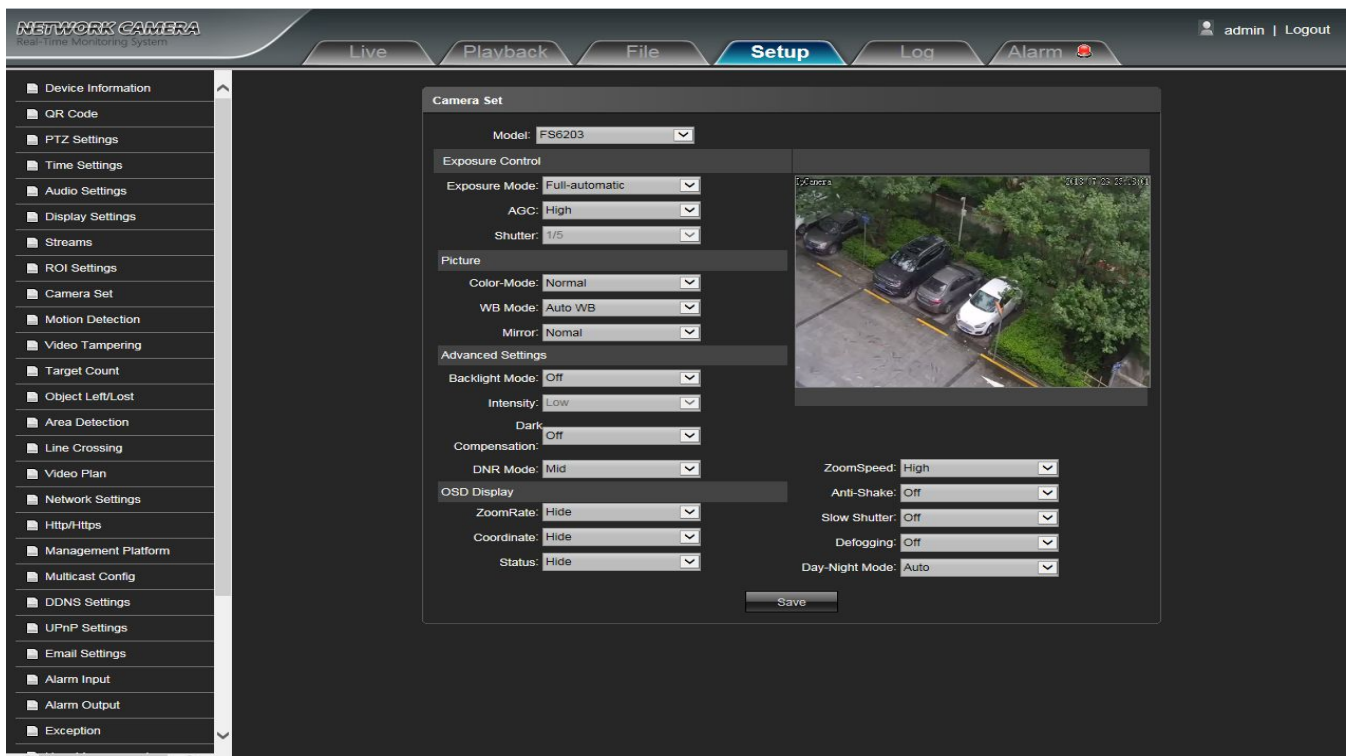 NETWORK CAMERA
Real-Time Monitoring System
admin | Logout
Live
Playback
File
Setup
Log
Alarm
Device Information
QR Code
PTZ Settings
Time Settings
Audio Settings
Display Settings
Streams
ROI Settings
Camera Set
Motion Detection
Video Tampering
Target Count
Object Left/Lost
Area Detection
Line Crossing
Video Plan
Network Settings
Http/Https
Management Platform
Multicast Config
DDNS Settings
UPnP Settings
Email Settings
Alarm Input
Alarm Output
Exception
Camera Set
Model: FS6203
Exposure Control
Exposure Mode: Full-automatic
AGC: High
Shutter: 1/5
Picture
Color-Mode: Normal
WB Mode: Auto WB
Mirror: Nomal
Advanced Settings
Backlight Mode: Off
Intensity: Low
Dark
Compensation: Off
DNR Mode: Mid
OSD Display
ZoomRate: Hide
Coordinate: Hide
Status: Hide
IpCamera
ZoomSpeed: High
Anti-Shake: Off
Slow Shutter: Off
Defogging: Off
Day-Night Mode: Auto
Save